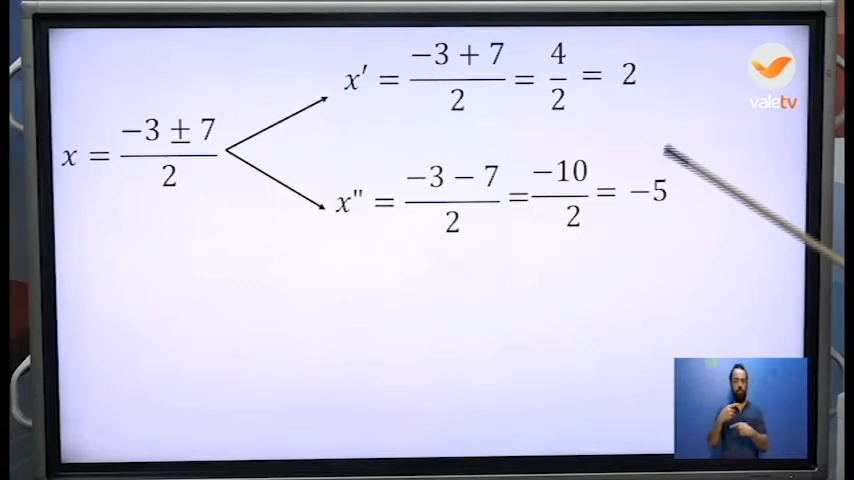 x' = (−3 + 7)/2 = 4/2 = 2
x = (−3 ± 7)/2
x" = (−3 − 7)/2 = −10/2 = −5
valetv